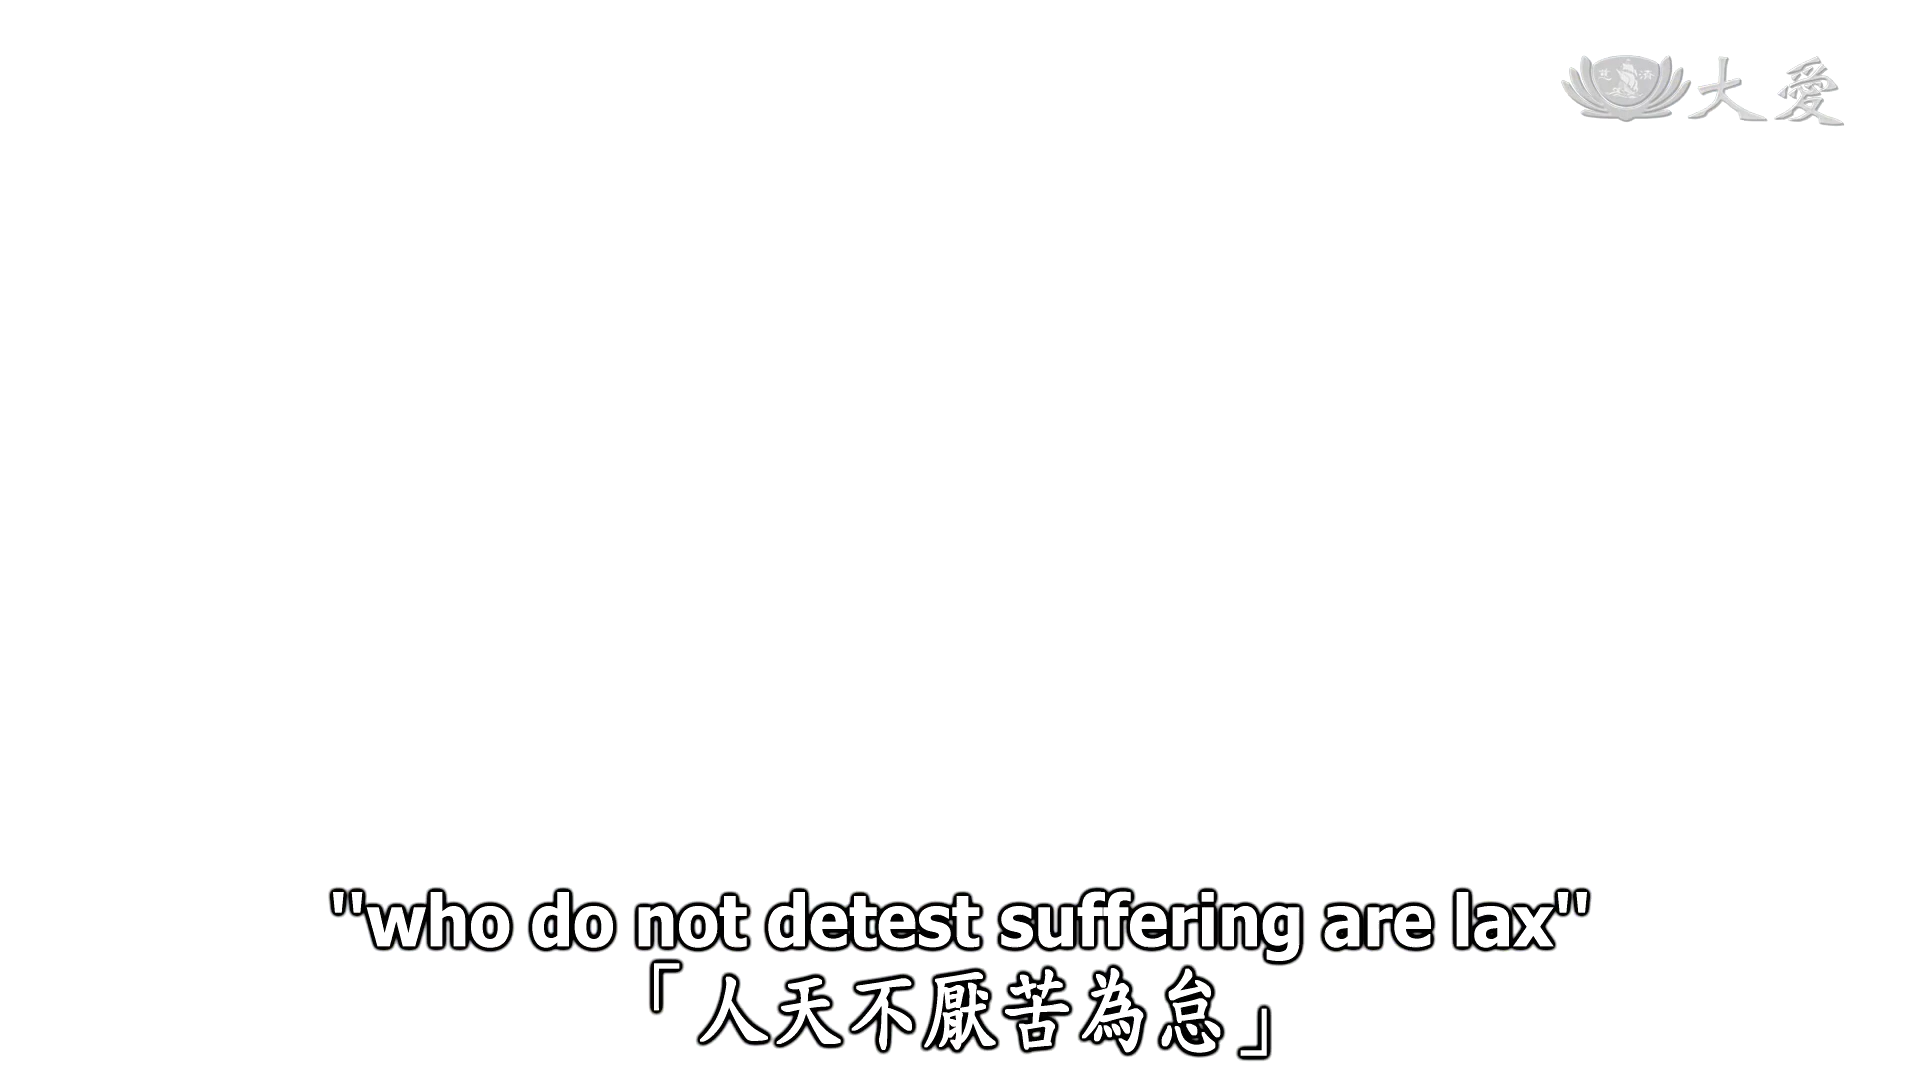 大愛
"who do not detest suffering are lax"
「人天不厭苦為怠」